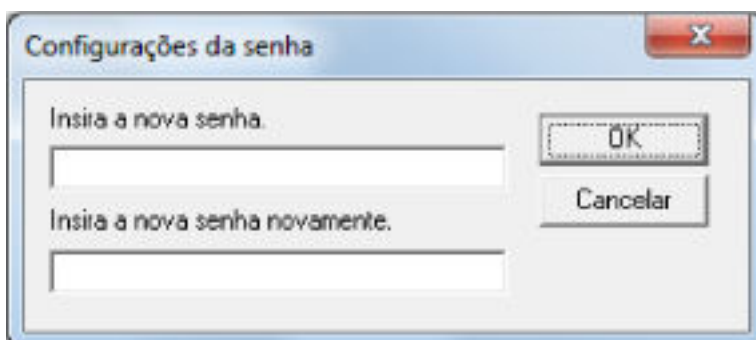 Configurações da senha
Insira a nova senha.
OK
Cancelar
Insira a nova senha novamente.